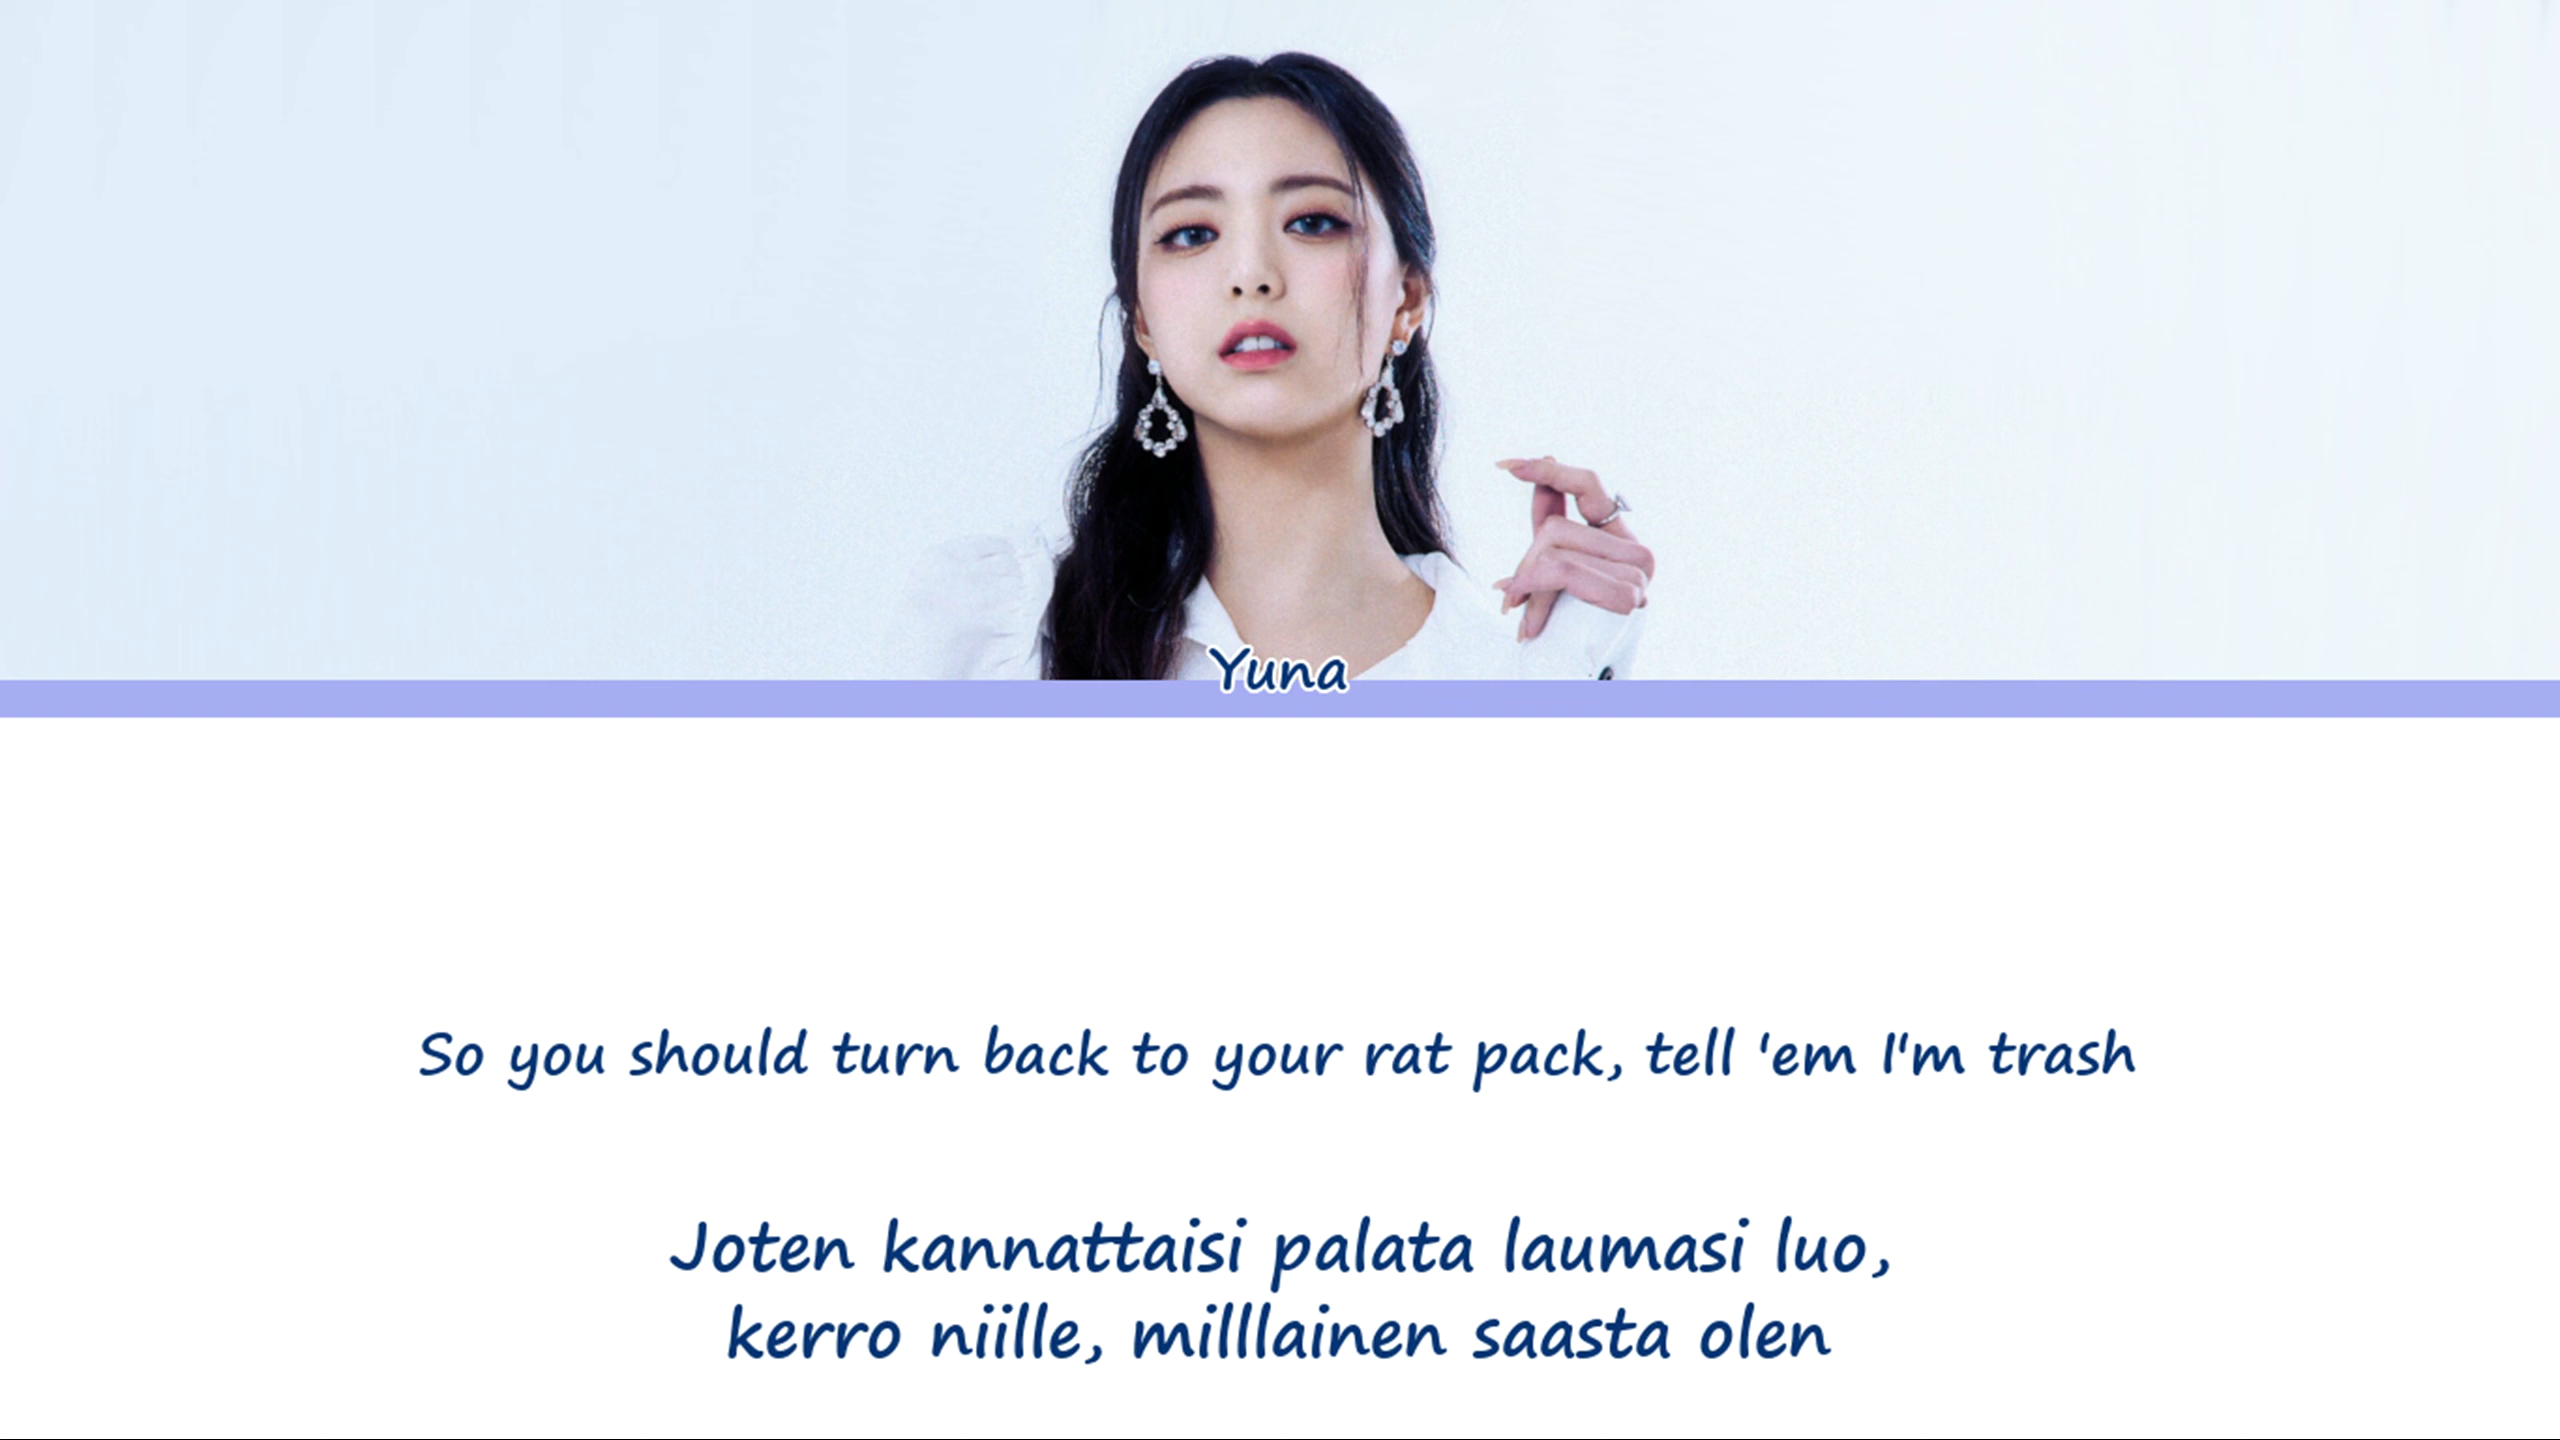 Yuna
So you should turn back to your rat pack, tell 'em I'm trash
Joten kannattaisi palata laumasi luo,
kerro niille, milllainen saasta olen